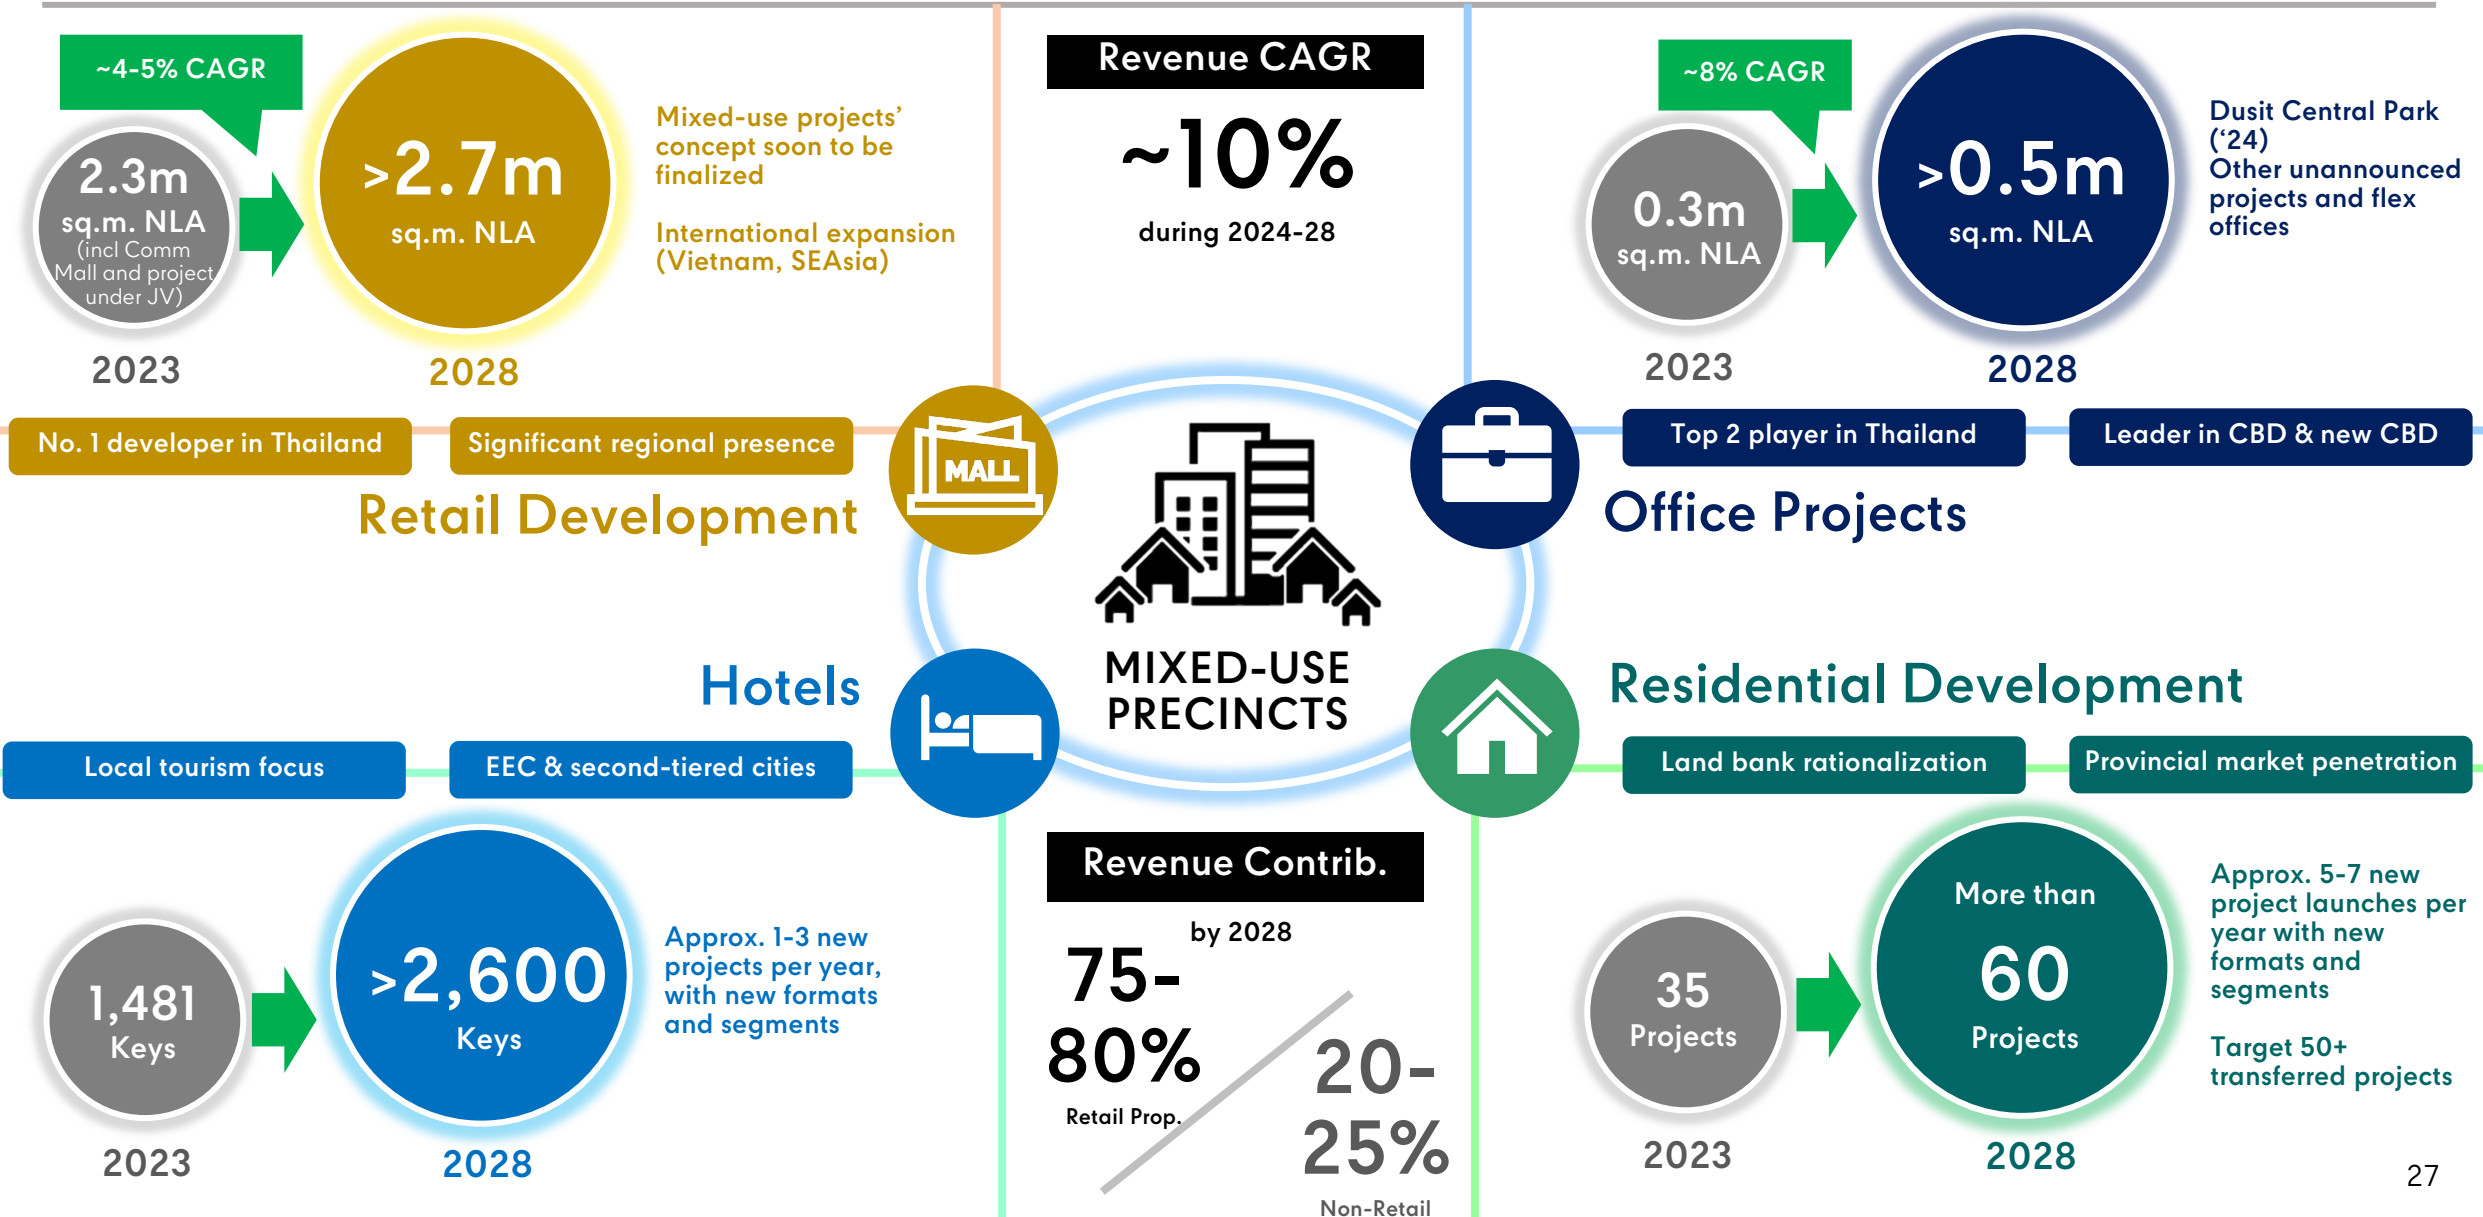 ~4-5% CAGR
2.3m
sq.m. NLA
(incl Comm
Mall and project
under JV)
2023
>2.7m
sq.m. NLA
2028
Mixed-use projects’
concept soon to be
finalized
International expansion
(Vietnam, SEAsia)
No. 1 developer in Thailand
Significant regional presence
MALL
Retail Development
Revenue CAGR
~10%
during 2024-28
~8% CAGR
0.3m
sq.m. NLA
2023
>0.5m
sq.m. NLA
2028
Dusit Central Park
(‘24)
Other unannounced
projects and flex
offices
Top 2 player in Thailand
Leader in CBD & new CBD
Office Projects
MIXED-USE
PRECINCTS
Hotels
Local tourism focus
EEC & second-tiered cities
1,481
Keys
2023
>2,600
Keys
2028
Approx. 1-3 new
projects per year,
with new formats
and segments
Revenue Contrib.
by 2028
75-
80%
Retail Prop.
20-
25%
Non-Retail
Residential Development
Land bank rationalization
Provincial market penetration
35
Projects
2023
More than
60
Projects
2028
Approx. 5-7 new
project launches per
year with new
formats and
segments
Target 50+
transferred projects
27